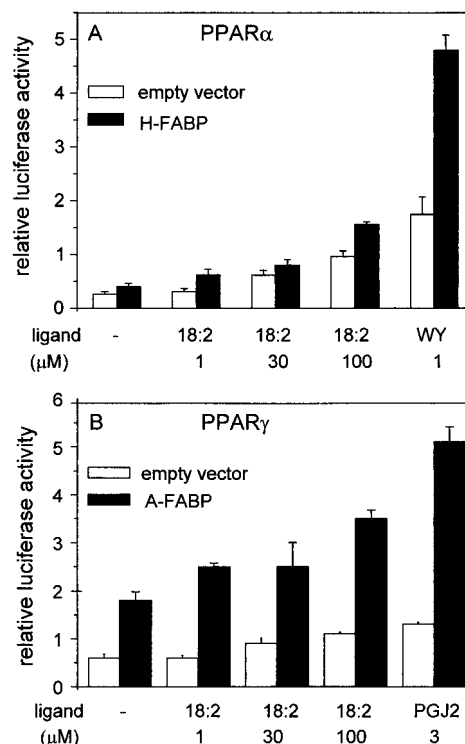 A PPARα
5
4
3
2
1
0
relative luciferase activity
empty vector
H-FABP
ligand - 18:2 18:2 18:2 WY
(μM) 1 30 100 1
B PPARγ
6
5
4
3
2
1
0
relative luciferase activity
empty vector
A-FABP
ligand - 18:2 18:2 18:2 PGJ2
(μM) 1 30 100 3